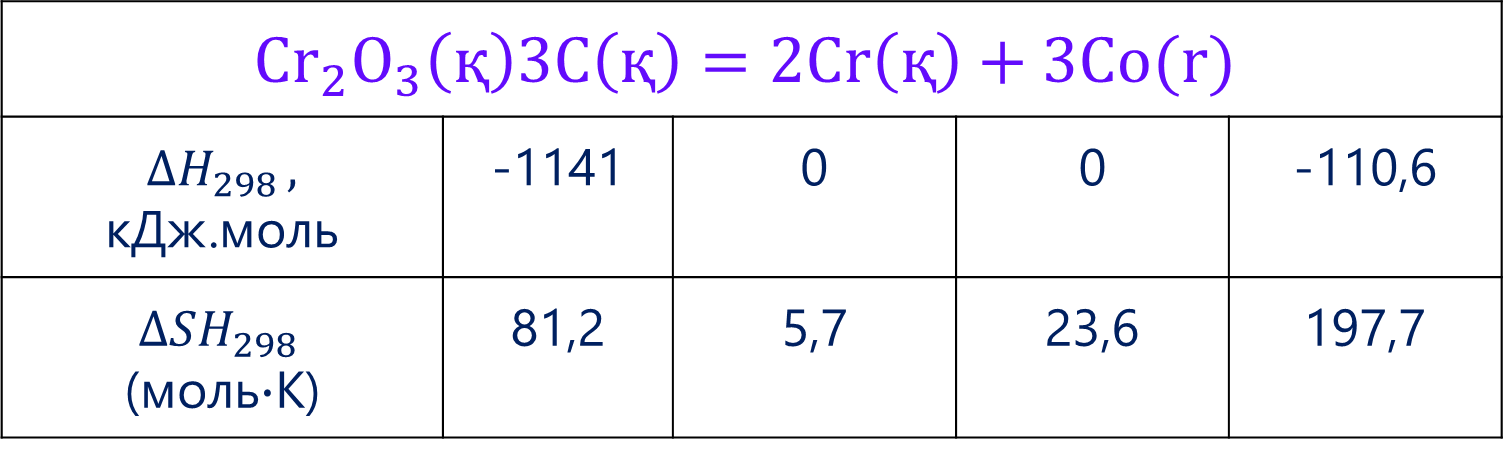 Cr₂O₃(қ)3C(қ) = 2Cr(қ) + 3Co(r)
ΔH₂₉₈ , кДж.моль -1141 0 0 -110,6
ΔSH₂₉₈ (моль·К) 81,2 5,7 23,6 197,7